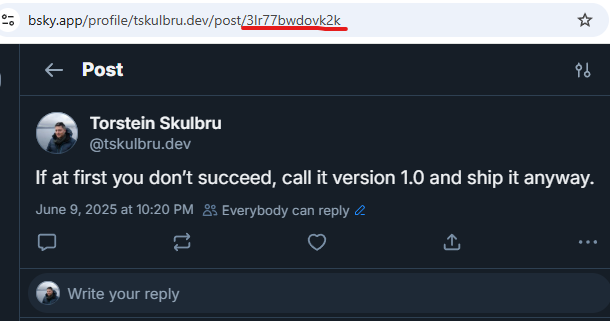 bsky.app/profile/tskulbru.dev/post/3lr77bwdovk2k
Post
Torstein Skulbru
@tskulbru.dev
If at first you don’t succeed, call it version 1.0 and ship it anyway.
June 9, 2025 at 10:20 PM Everybody can reply
Write your reply